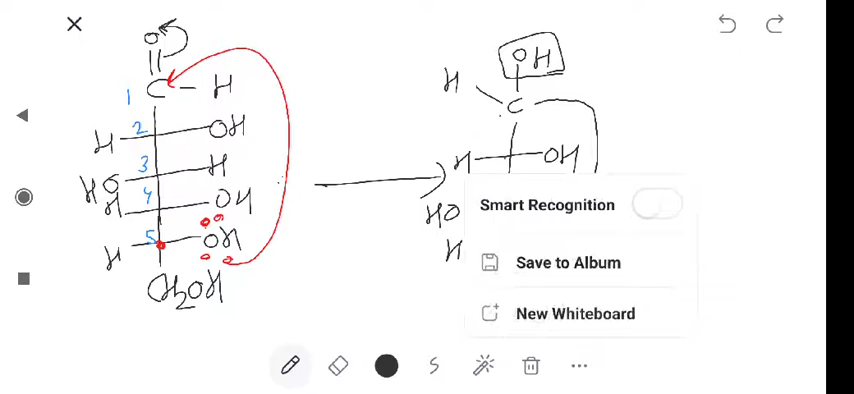 O
C - H
1
H 2 OH
3 H
HO
4 OH
H
5 OH
H
CH2OH
OH
H
C
H OH
HO
H
Smart Recognition
Save to Album
New Whiteboard
S